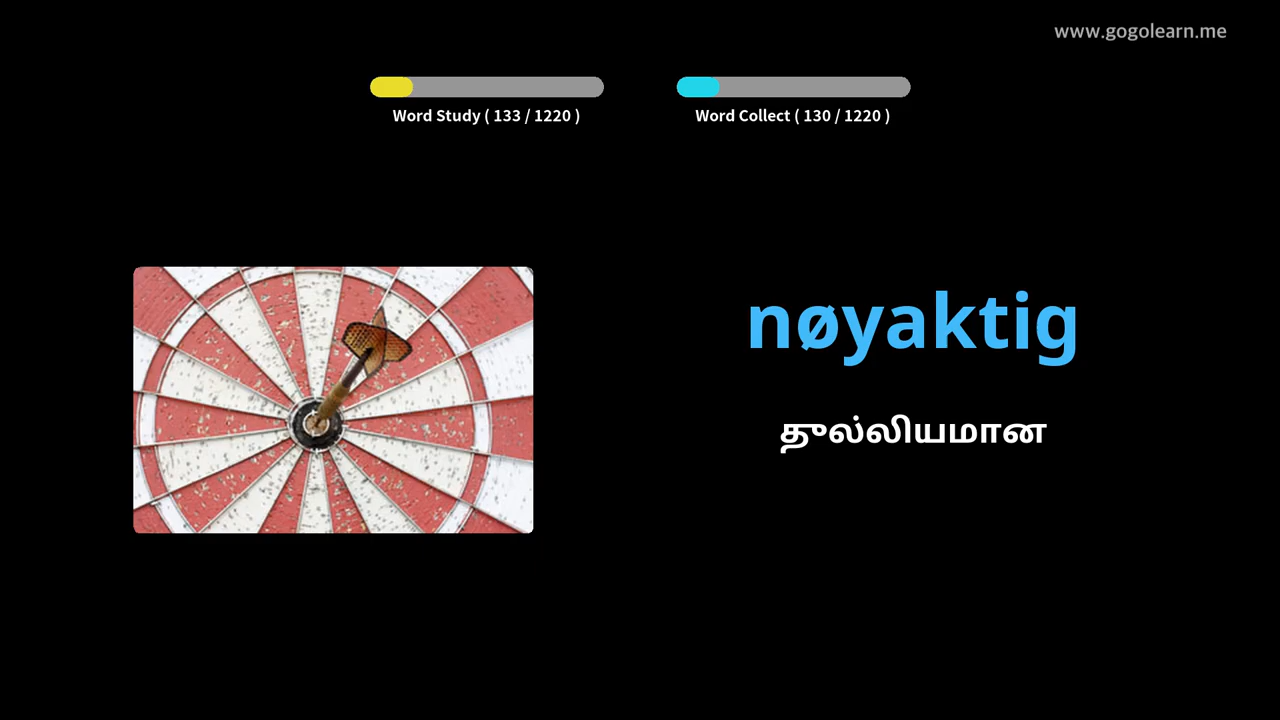 www.gogolearn.me
Word Study ( 133 / 1220 )
Word Collect ( 130 / 1220 )
nøyaktig
துல்லியமான